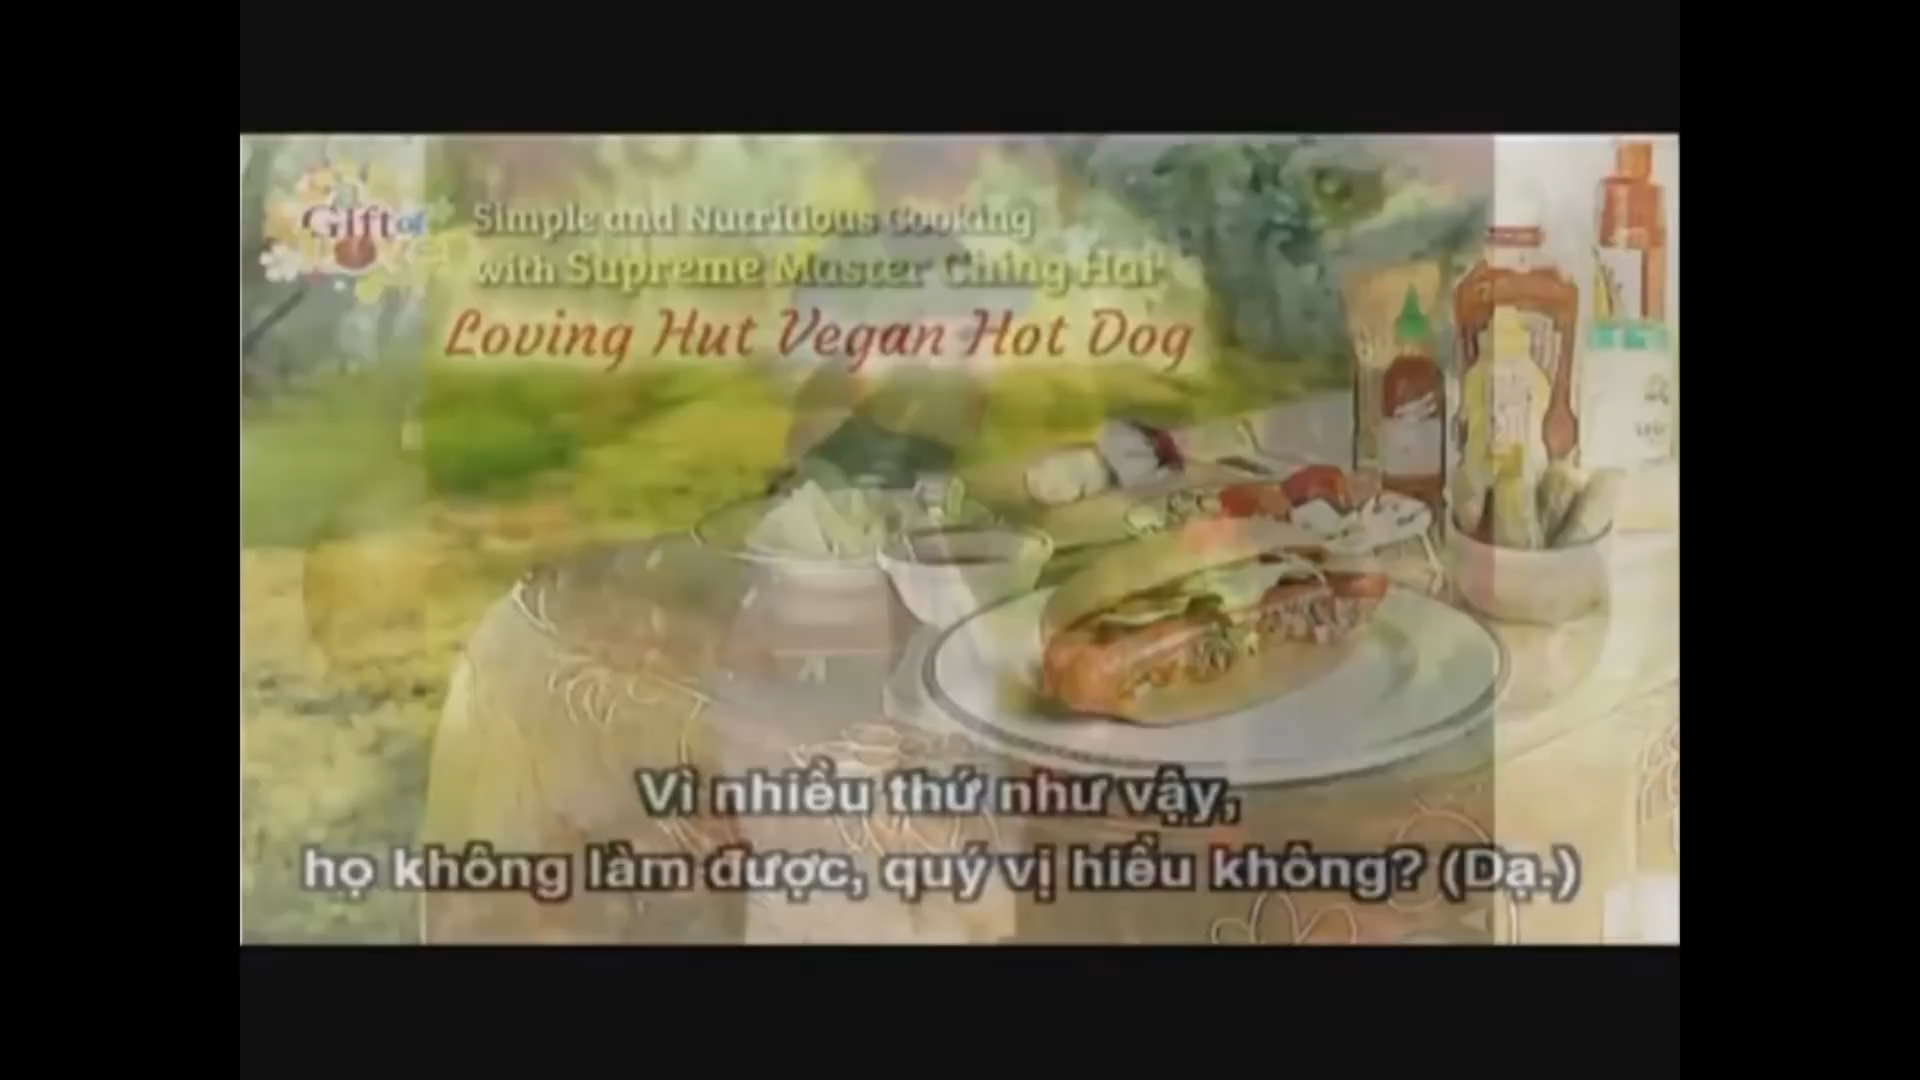 Gift of
Love
Simple and Nutritious Cooking
with Supreme Master Ching Hai
Loving Hut Vegan Hot Dog
Vì nhiều thứ như vậy,
họ không làm được, quý vị hiểu không? (Dạ.)